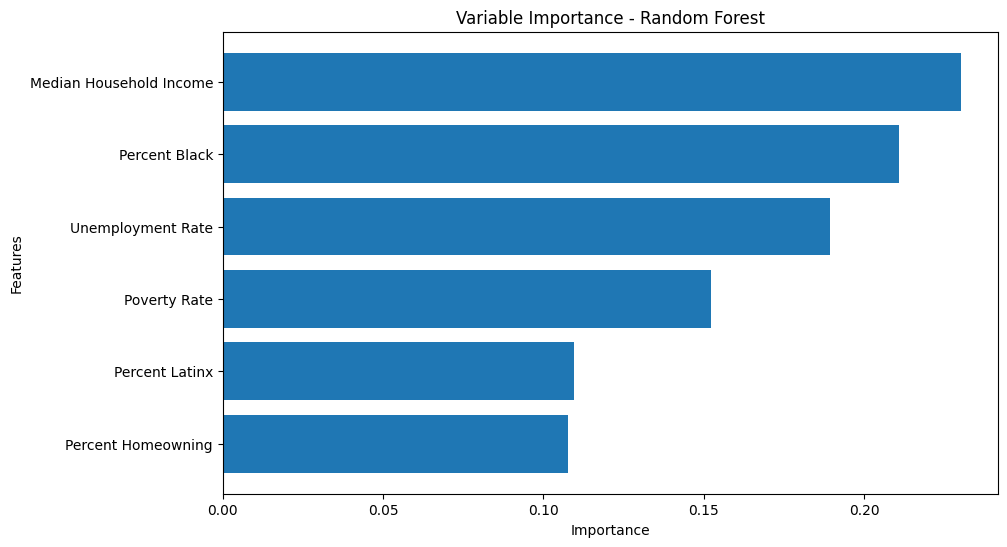 Variable Importance - Random Forest
Median Household Income
Percent Black
Unemployment Rate
Poverty Rate
Percent Latinx
Percent Homeowning
Features
0.00 0.05 0.10 0.15 0.20
Importance